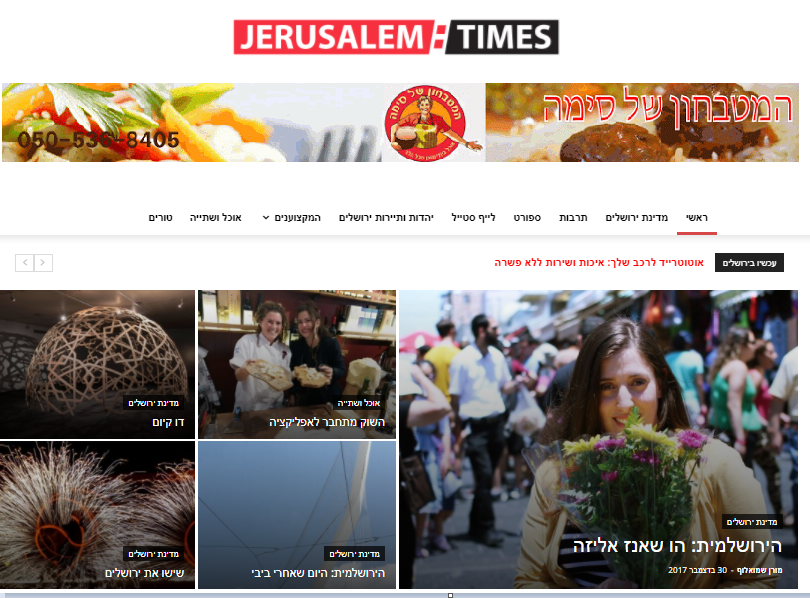 JERUSALEM TIMES
המטבחון של סימה
050-536-8405
ראשי מדינת ירושלים תרבות ספורט לייף סטייל יהדות ותיירות ירושלים המקצוענים אוכל ושתייה טורים
עכשיו בירושלים
אוטוטרייד לרכב שלך: איכות ושירות ללא פשרה
מדינת ירושלים
הירושלמית: הו שאנז אליזה
מורן שמואלוף - 30 בדצמבר 2017
אוכל ושתייה
השוק מתחבר לאפליקציה
מדינת ירושלים
דו קיום
מדינת ירושלים
הירושלמית: היום שאחרי ביבי
מדינת ירושלים
שישו את ירושלים